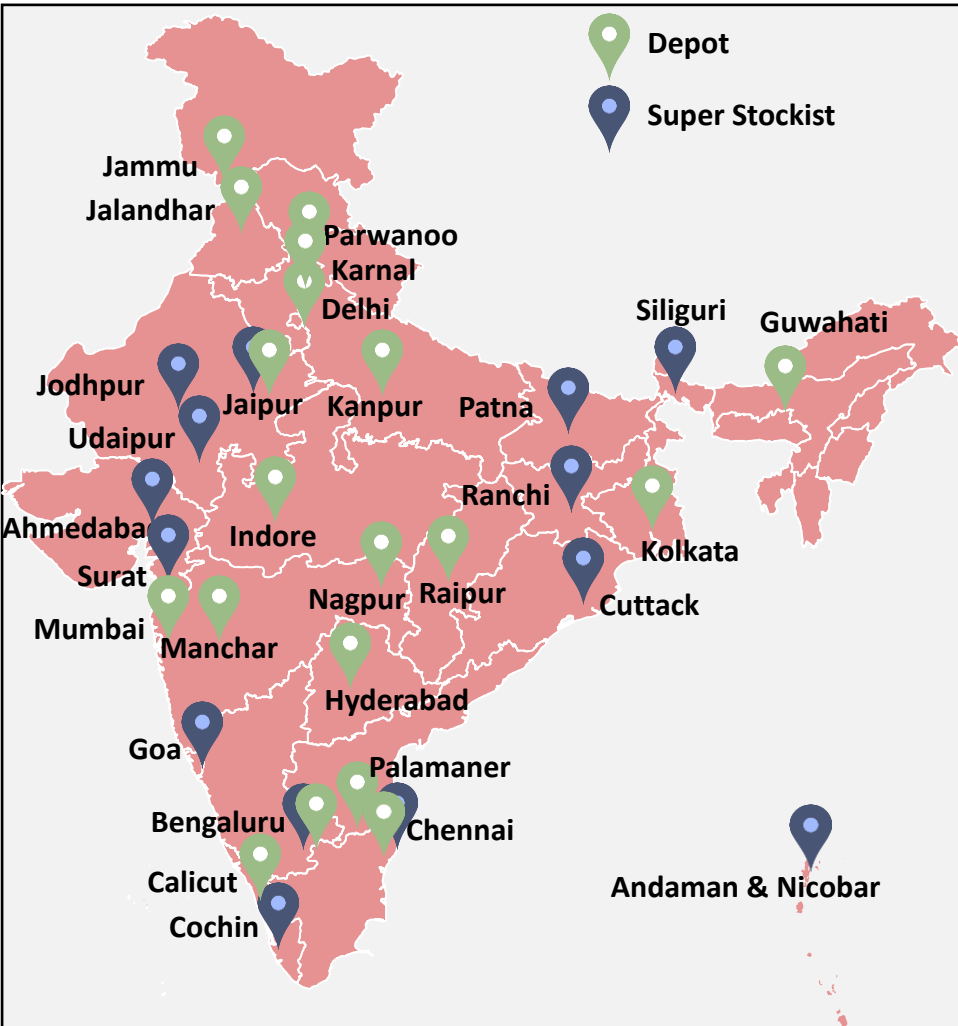 Depot
Super Stockist
Jammu
Jalandhar
Parwanoo
Karnal
Delhi
Siliguri
Guwahati
Jodhpur
Jaipur
Kanpur
Patna
Udaipur
Ranchi
Ahmedaba
Indore
Kolkata
Surat
Nagpur
Raipur
Cuttack
Mumbai
Manchar
Hyderabad
Goa
Palamaner
Bengaluru
Chennai
Calicut
Andaman & Nicobar
Cochin